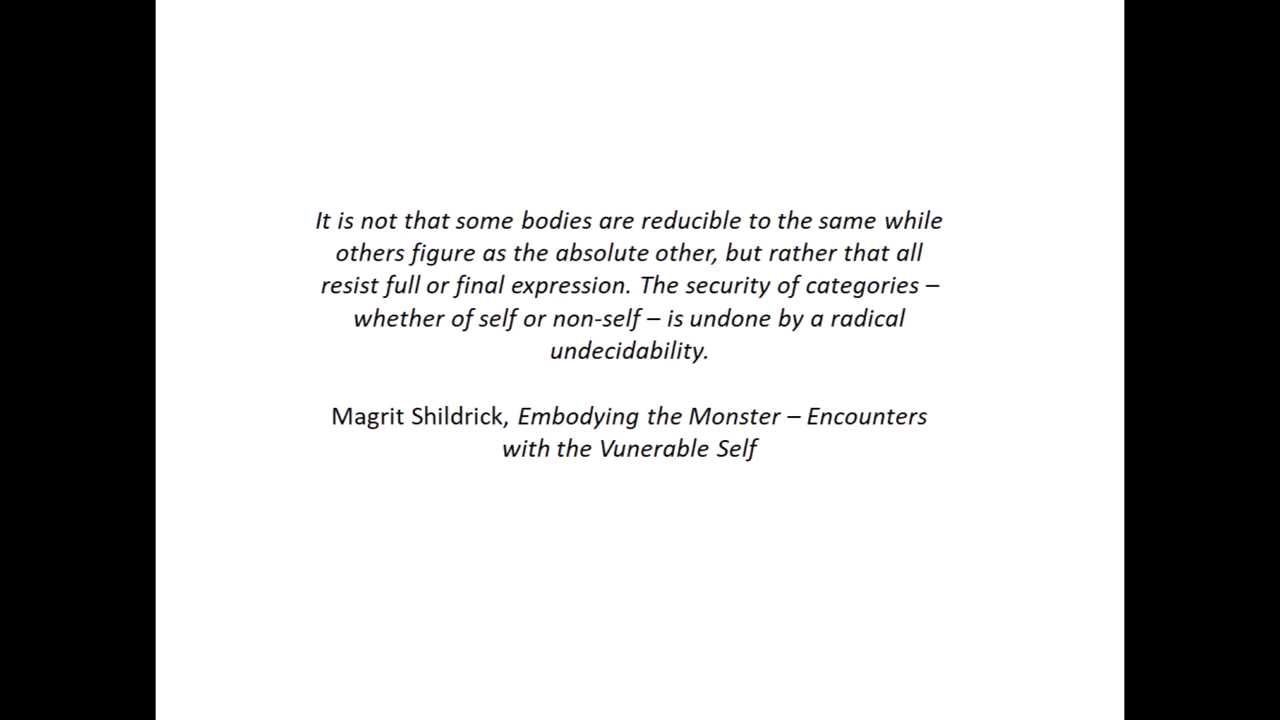 It is not that some bodies are reducible to the same while
others figure as the absolute other, but rather that all
resist full or final expression. The security of categories –
whether of self or non-self – is undone by a radical
undecidability.
Magrit Shildrick, Embodying the Monster – Encounters
with the Vunerable Self